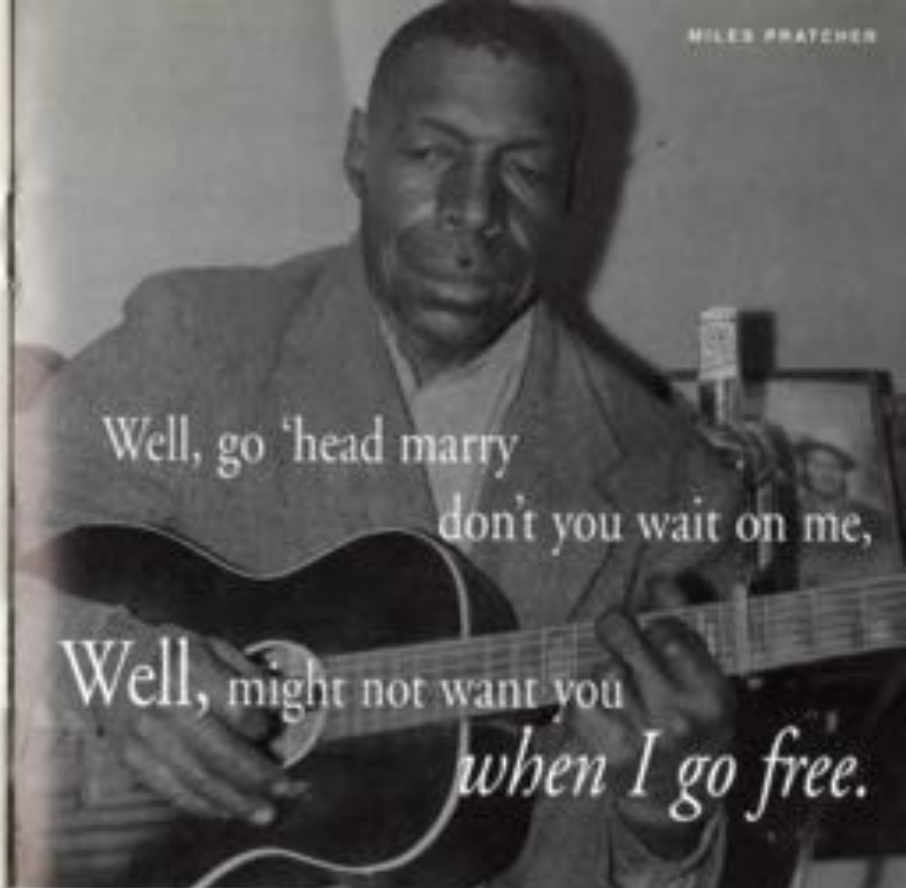 MILES PRATCHER
Well, go ‘head marry
don’t you wait on me,
Well, might not want you
when I go free.